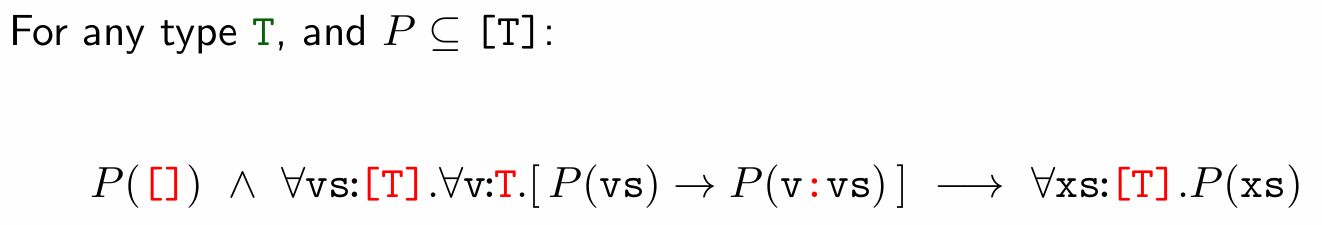 For any type T, and P ⊆ [T]:
P([]) ∧ ∀vs:[T].∀v:T.[ P(vs) → P(v:vs) ] ⟶ ∀xs:[T].P(xs)